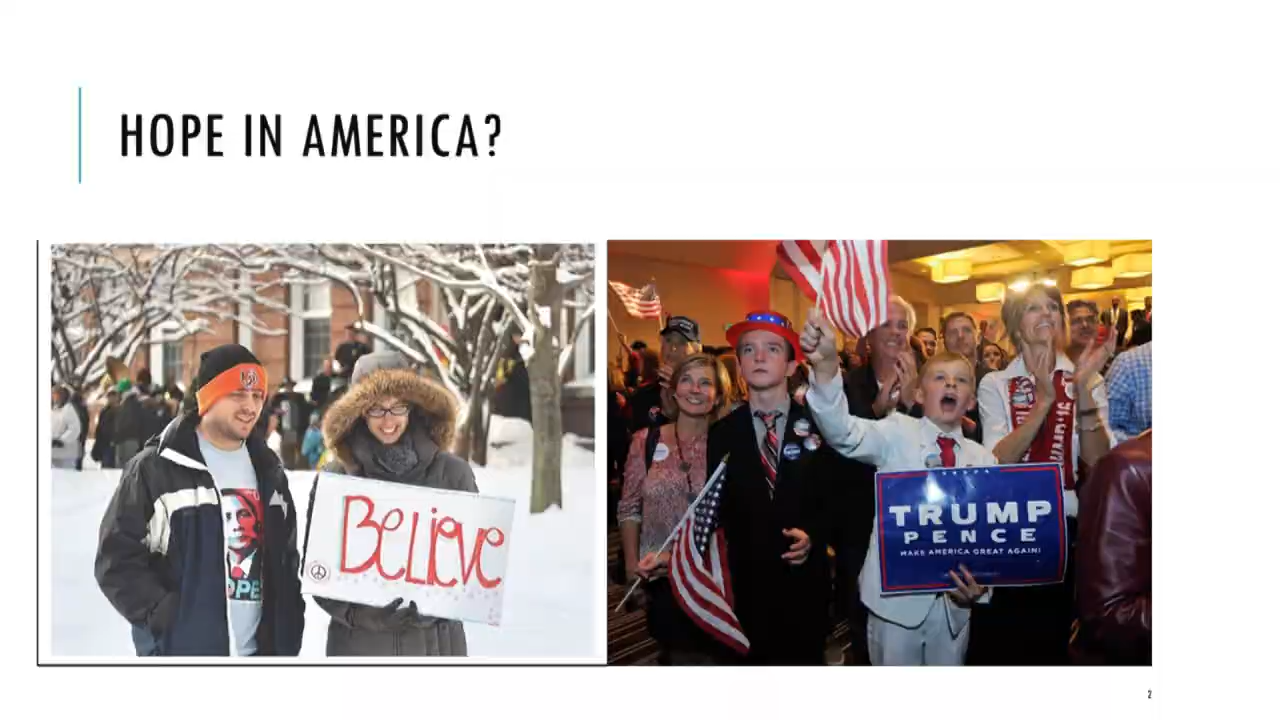 HOPE IN AMERICA?
BELIEVE
OPE
TRUMP
PENCE
MAKE AMERICA GREAT AGAIN!
2